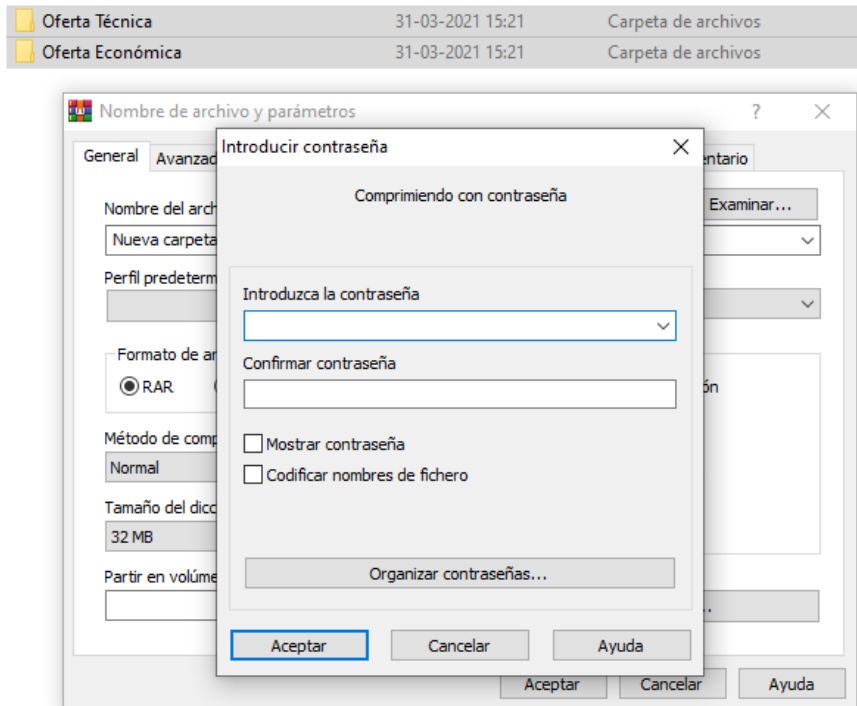 Oferta Técnica 31-03-2021 15:21 Carpeta de archivos
Oferta Económica 31-03-2021 15:21 Carpeta de archivos
Nombre de archivo y parámetros ?
General Avanzad entario
Introducir contraseña
Comprimiendo con contraseña
Nombre del arch Examinar...
Nueva carpeta
Perfil predeterm
Introduzca la contraseña
Formato de ar
Confirmar contraseña
RAR ón
Método de comp
Mostrar contraseña
Normal
Codificar nombres de fichero
Tamaño del dicc
32 MB
Partir en volúme
Organizar contraseñas...
Aceptar Cancelar Ayuda
Aceptar Cancelar Ayuda